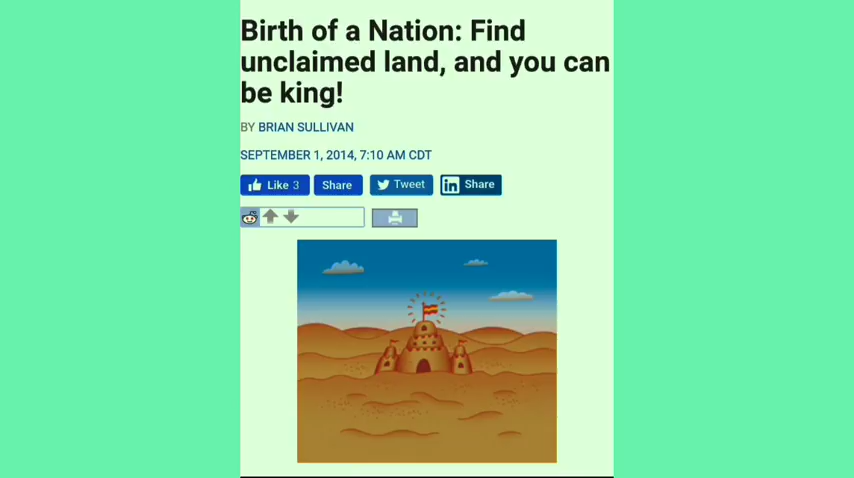 Birth of a Nation: Find
unclaimed land, and you can
be king!
BY BRIAN SULLIVAN
SEPTEMBER 1, 2014, 7:10 AM CDT
Like 3 Share Tweet Share